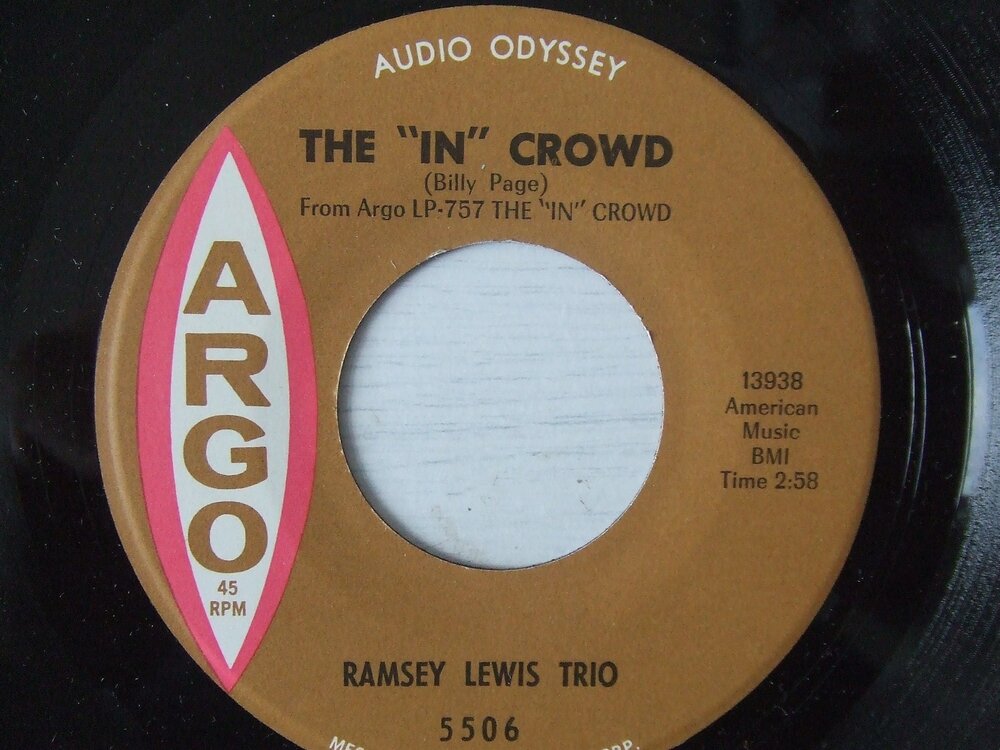 AUDIO ODYSSEY
THE "IN" CROWD
(Billy Page)
From Argo LP-757 THE "IN" CROWD
ARGO
45
RPM
13938
American
Music
BMI
Time 2:58
RAMSEY LEWIS TRIO
5506